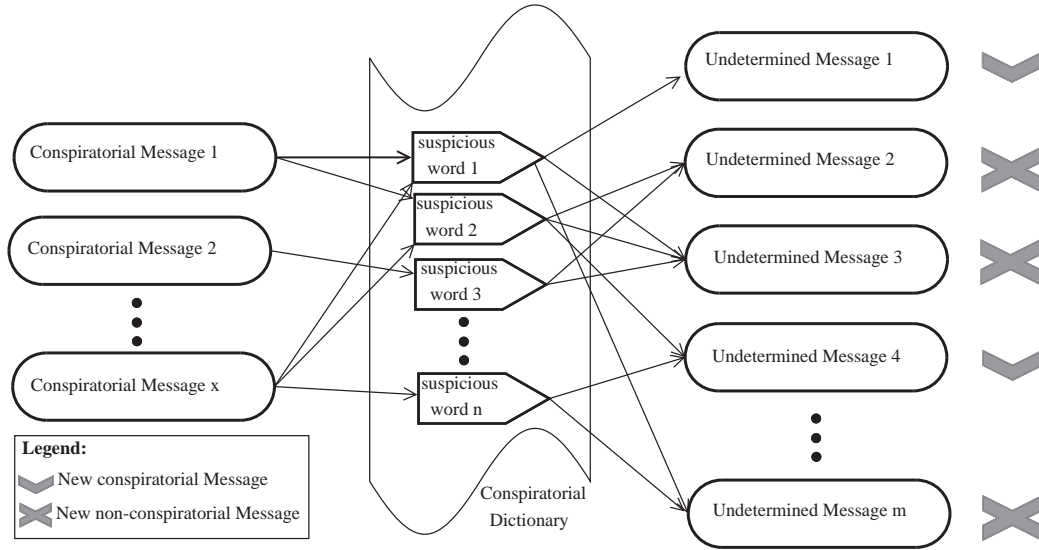 Conspiratorial Message 1
Conspiratorial Message 2
Conspiratorial Message x
Legend:
New conspiratorial Message
New non-conspiratorial Message
suspicious
word 1
suspicious
word 2
suspicious
word 3
suspicious
word n
Conspiratorial
Dictionary
Undetermined Message 1
Undetermined Message 2
Undetermined Message 3
Undetermined Message 4
Undetermined Message m